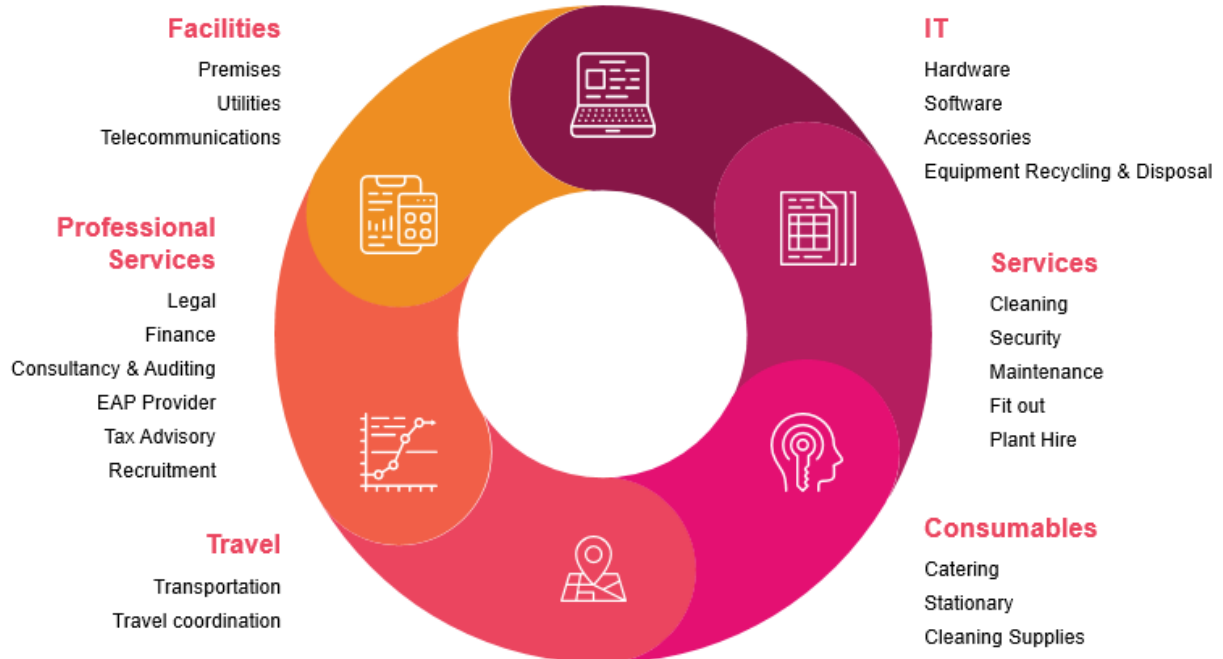 Facilities
Premises
Utilities
Telecommunications
Professional
Services
Legal
Finance
Consultancy & Auditing
EAP Provider
Tax Advisory
Recruitment
Travel
Transportation
Travel coordination
IT
Hardware
Software
Accessories
Equipment Recycling & Disposal
Services
Cleaning
Security
Maintenance
Fit out
Plant Hire
Consumables
Catering
Stationary
Cleaning Supplies